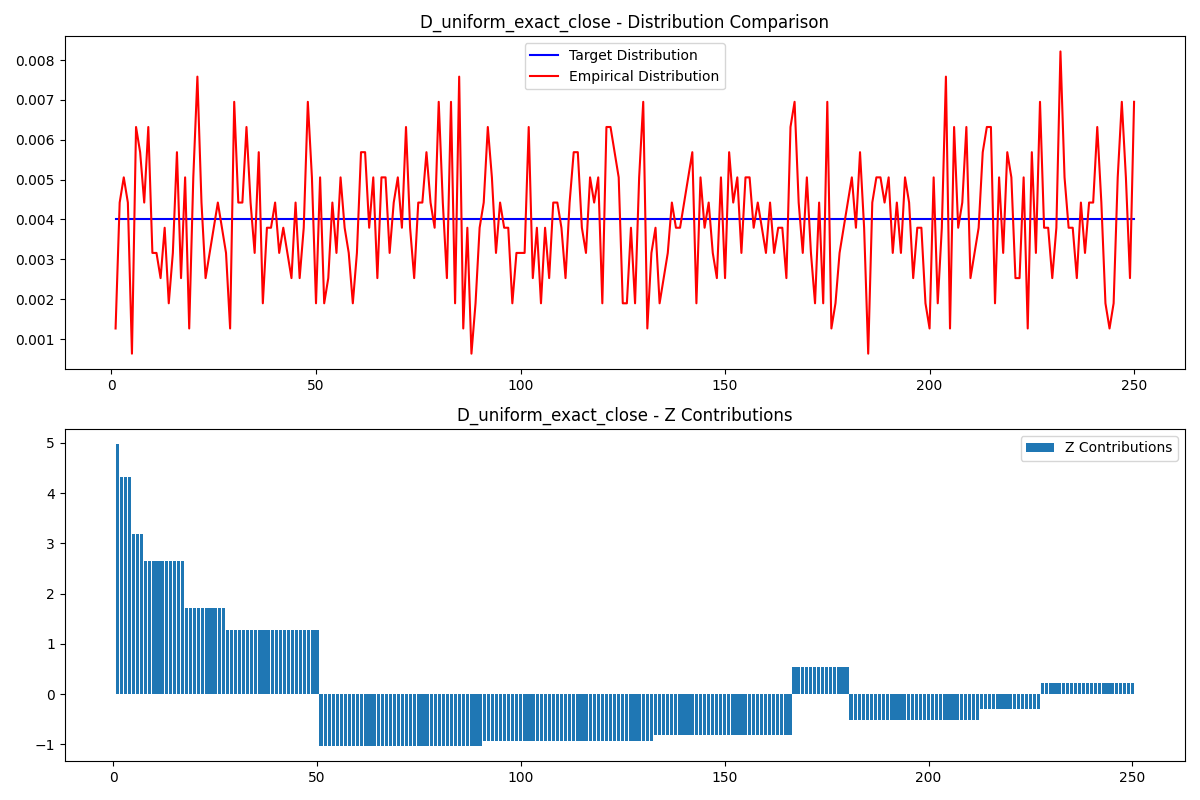 D_uniform_exact_close - Distribution Comparison
Target Distribution
Empirical Distribution
0.008
0.007
0.006
0.005
0.004
0.003
0.002
0.001
0 50 100 150 200 250
D_uniform_exact_close - Z Contributions
Z Contributions
5
4
3
2
1
0
−1
0 50 100 150 200 250